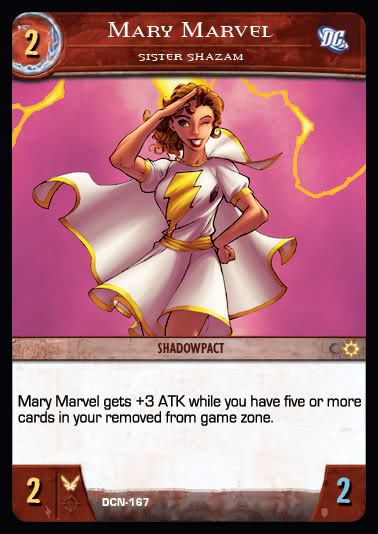 2
MARY MARVEL
SISTER SHAZAM
DC
SHADOWPACT
C
Mary Marvel gets +3 ATK while you have five or more
cards in your removed from game zone.
2
DCN-167
2